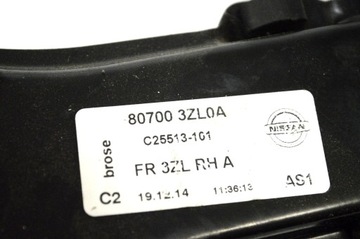 80700 3ZL0A
C25513-101
NISSAN
brose
FR 3ZL RH A
C2 19.12.14 11:36:13 AS1